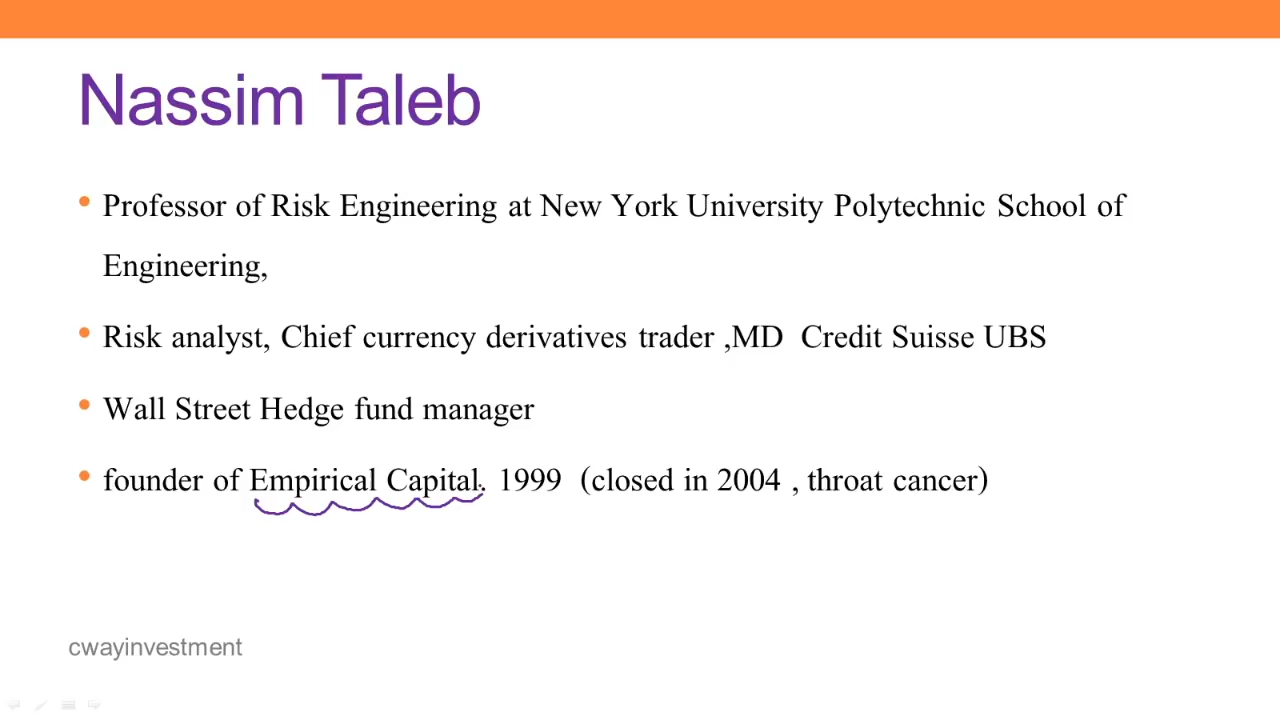 Nassim Taleb
• Professor of Risk Engineering at New York University Polytechnic School of
Engineering,
• Risk analyst, Chief currency derivatives trader ,MD  Credit Suisse UBS
• Wall Street Hedge fund manager
• founder of Empirical Capital. 1999  (closed in 2004 , throat cancer)
cwayinvestment